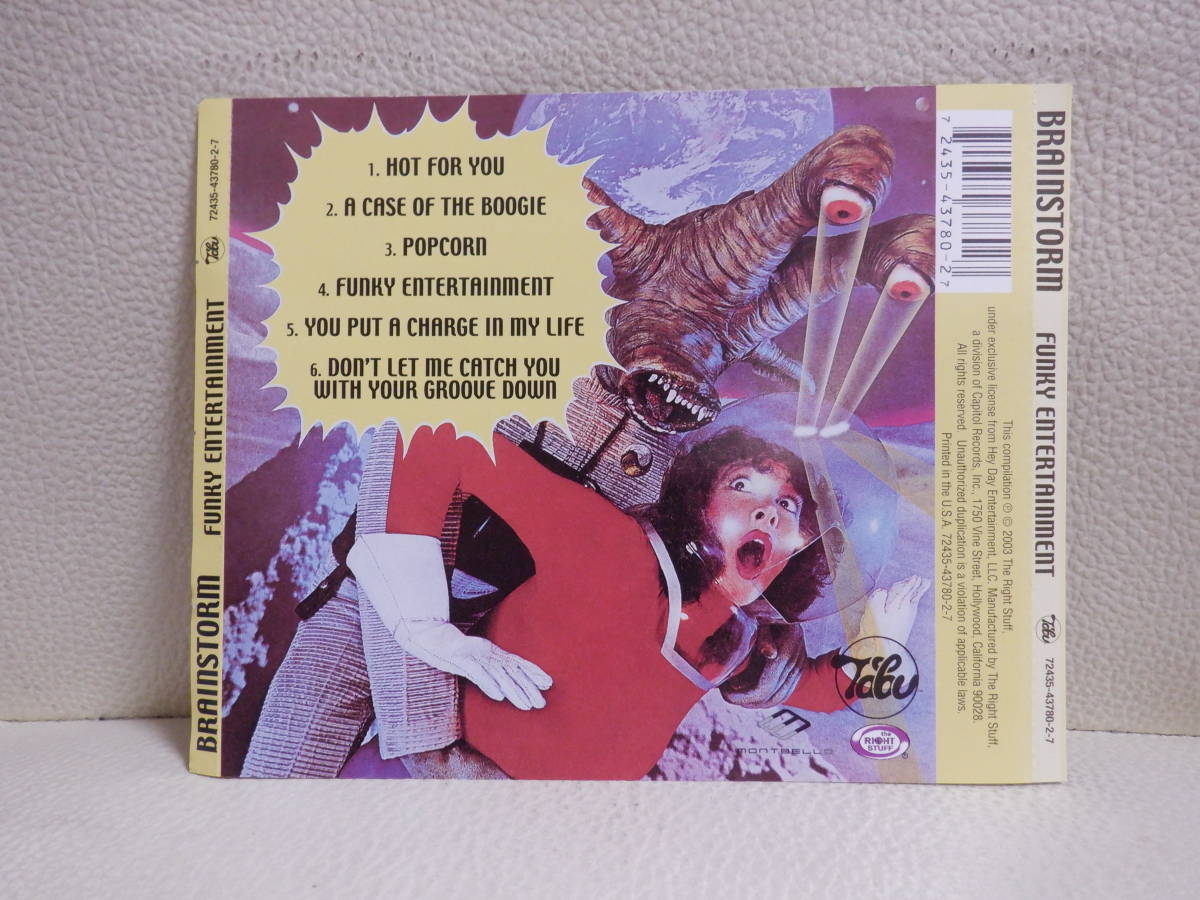 BRAINSTORM FUNKY ENTERTAINMENT Tabu 72435-43780-2-7
1. HOT FOR YOU
2. A CASE OF THE BOOGIE
3. POPCORN
4. FUNKY ENTERTAINMENT
5. YOU PUT A CHARGE IN MY LIFE
6. DON'T LET ME CATCH YOU
WITH YOUR GROOVE DOWN
Tabu
MONTBELLO
the
RIGHT
STUFF
7 2435-43780-2 7
This compilation ℗ © 2003 The Right Stuff,
under exclusive license from Hey Day Entertainment, LLC. Manufactured by The Right Stuff,
a division of Capitol Records, Inc., 1750 Vine Street, Hollywood, California 90028.
All rights reserved. Unauthorized duplication is a violation of applicable laws.
Printed in the U.S.A. 72435-43780-2-7
BRAINSTORM FUNKY ENTERTAINMENT Tabu 72435-43780-2-7